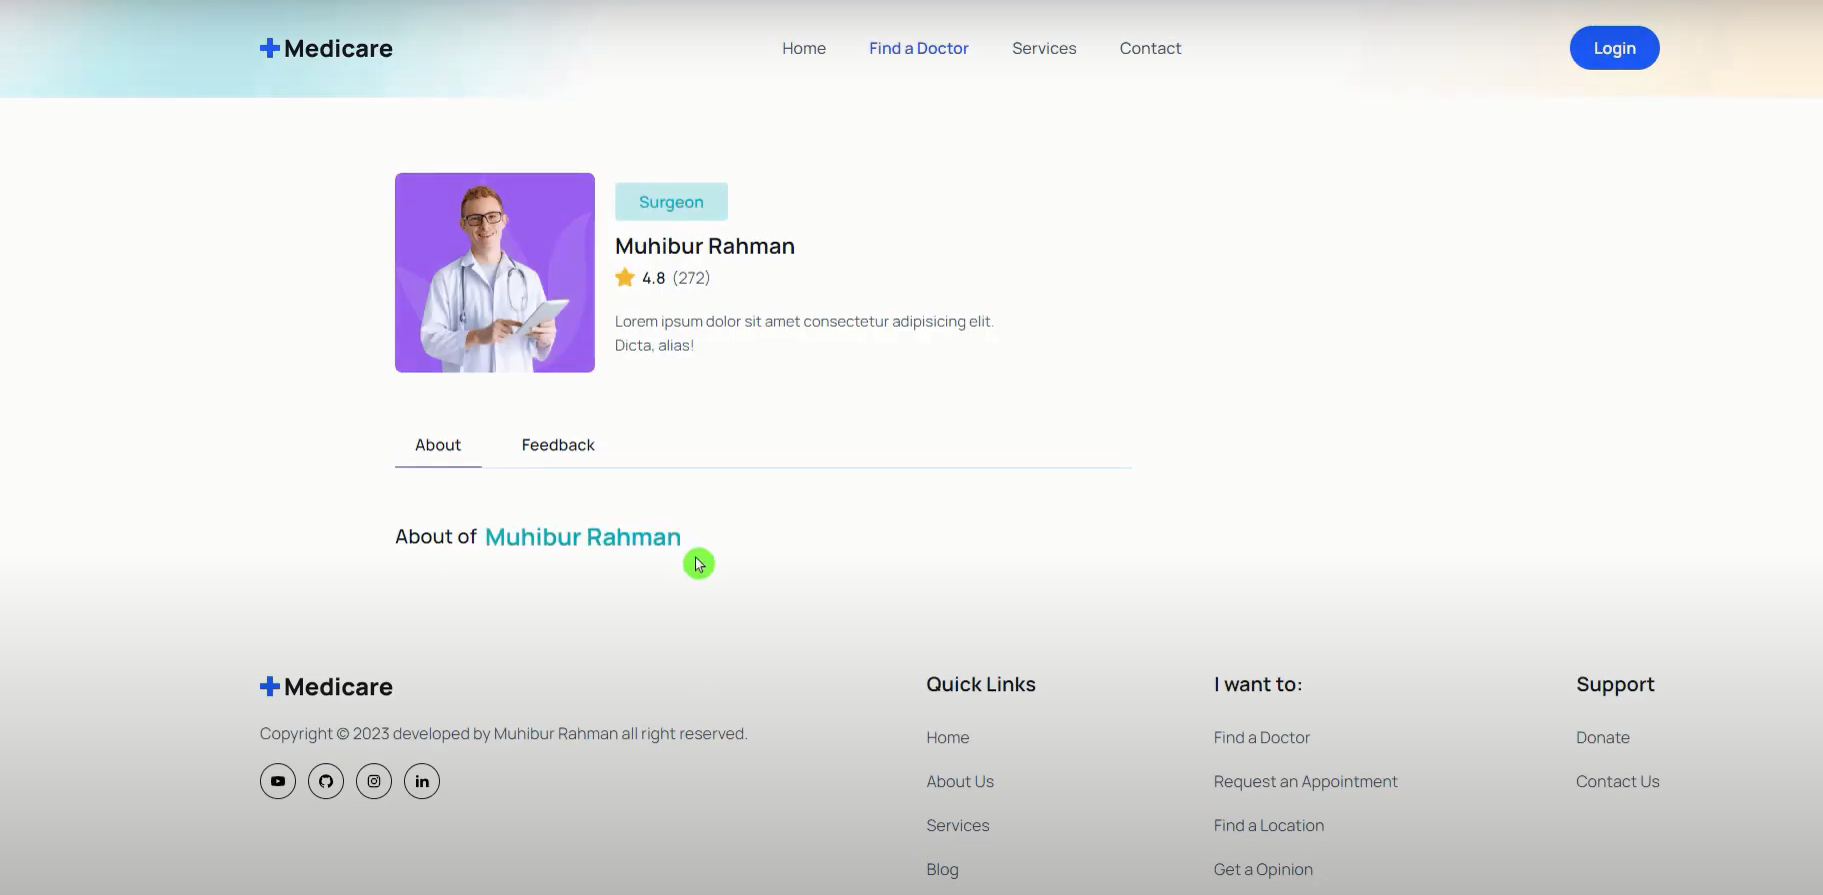 Medicare
Home
Find a Doctor
Services
Contact
Login
Surgeon
Muhibur Rahman
4.8 (272)
Lorem ipsum dolor sit amet consectetur adipisicing elit.
Dicta, alias!
About
Feedback
About of Muhibur Rahman
Medicare
Copyright © 2023 developed by Muhibur Rahman all right reserved.
in
Quick Links
Home
About Us
Services
Blog
I want to:
Find a Doctor
Request an Appointment
Find a Location
Get a Opinion
Support
Donate
Contact Us